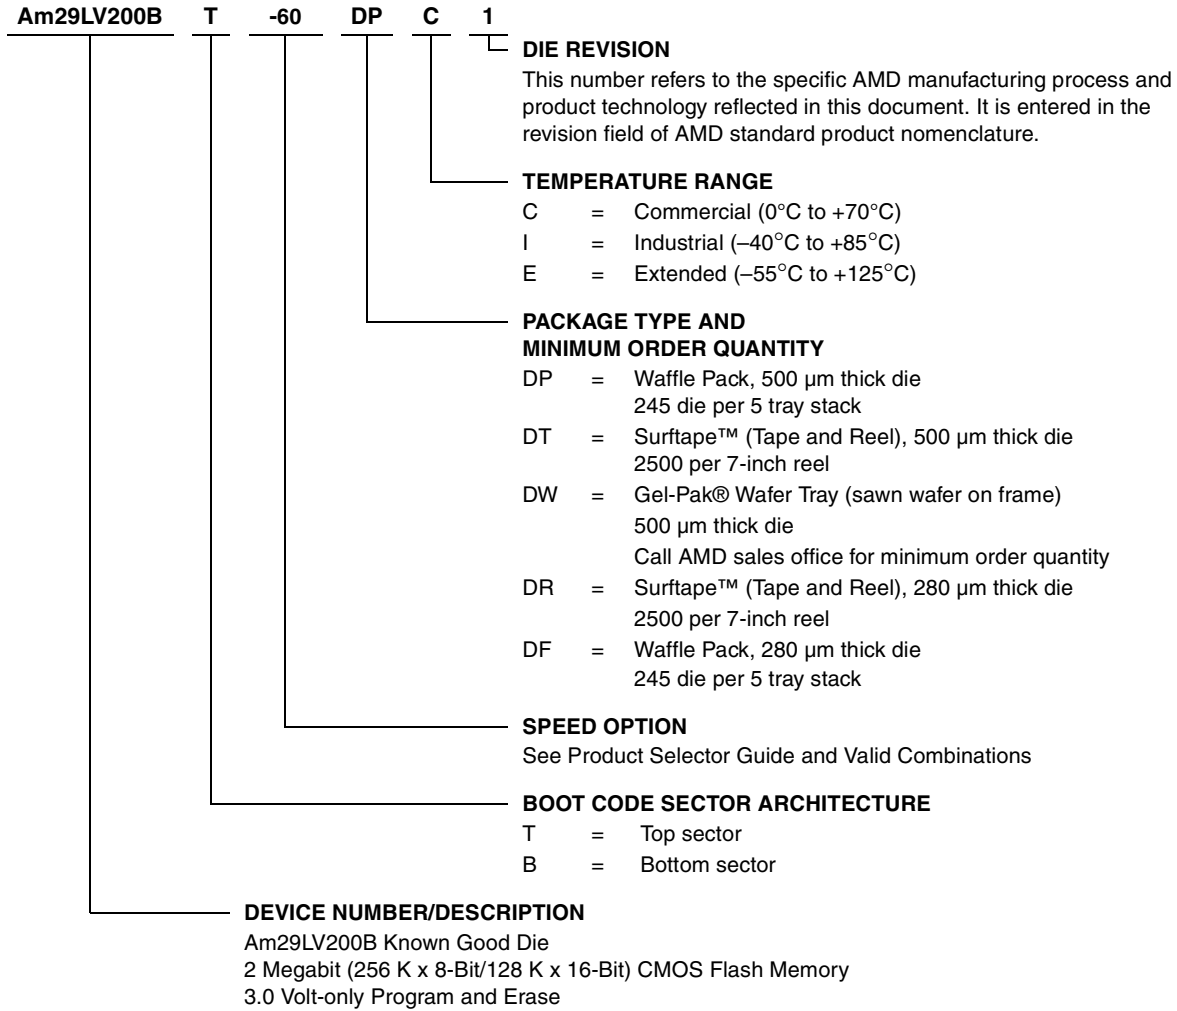 Am29LV200B T -60 DP C 1
DIE REVISION
This number refers to the specific AMD manufacturing process and
product technology reflected in this document. It is entered in the
revision field of AMD standard product nomenclature.
TEMPERATURE RANGE
C = Commercial (0°C to +70°C)
I = Industrial (–40°C to +85°C)
E = Extended (–55°C to +125°C)
PACKAGE TYPE AND
MINIMUM ORDER QUANTITY
DP = Waffle Pack, 500 µm thick die
245 die per 5 tray stack
DT = Surftape™ (Tape and Reel), 500 µm thick die
2500 per 7-inch reel
DW = Gel-Pak® Wafer Tray (sawn wafer on frame)
500 µm thick die
Call AMD sales office for minimum order quantity
DR = Surftape™ (Tape and Reel), 280 µm thick die
2500 per 7-inch reel
DF = Waffle Pack, 280 µm thick die
245 die per 5 tray stack
SPEED OPTION
See Product Selector Guide and Valid Combinations
BOOT CODE SECTOR ARCHITECTURE
T = Top sector
B = Bottom sector
DEVICE NUMBER/DESCRIPTION
Am29LV200B Known Good Die
2 Megabit (256 K x 8-Bit/128 K x 16-Bit) CMOS Flash Memory
3.0 Volt-only Program and Erase